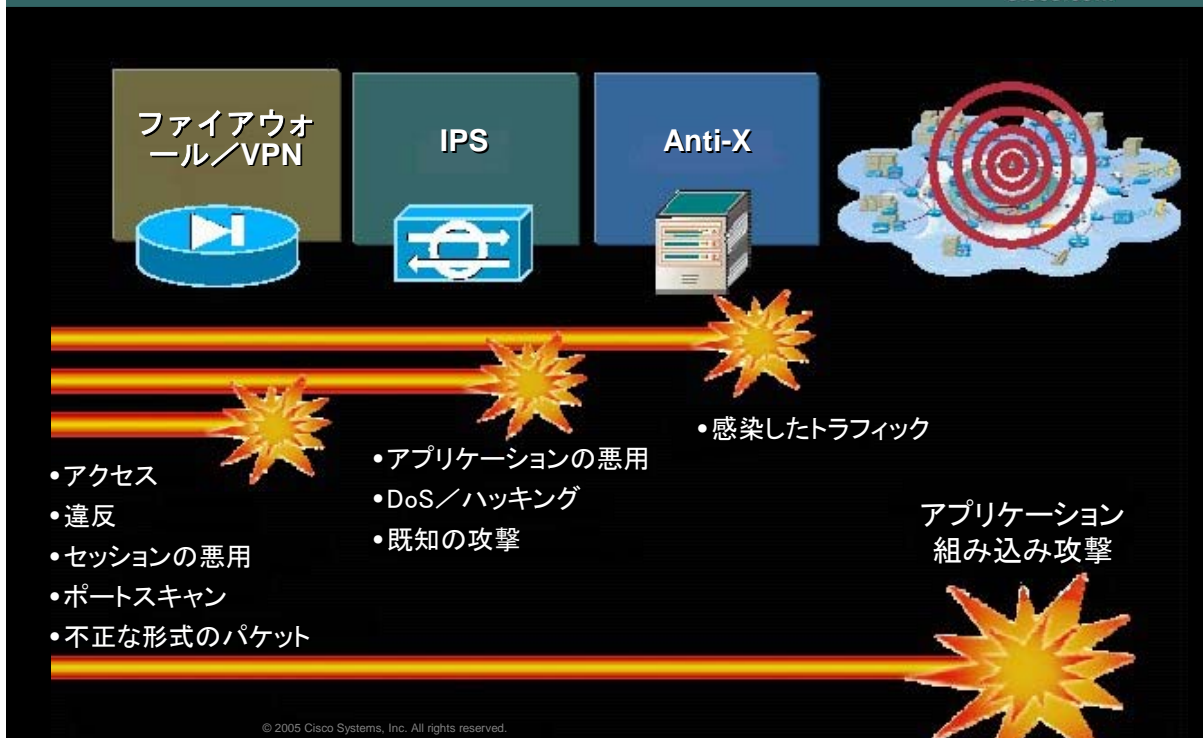 ファイアウォ
ール／VPN
IPS
Anti-X
•感染したトラフィック
•アプリケーションの悪用
•DoS／ハッキング
•既知の攻撃
•アクセス
•違反
•セッションの悪用
•ポートスキャン
•不正な形式のパケット
アプリケーション
組み込み攻撃
© 2005 Cisco Systems, Inc. All rights reserved.